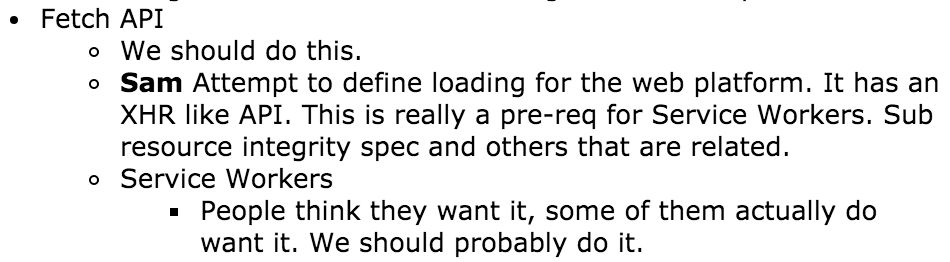 • Fetch API
◦ We should do this.
◦ Sam Attempt to define loading for the web platform. It has an
XHR like API. This is really a pre-req for Service Workers. Sub
resource integrity spec and others that are related.
◦ Service Workers
▪ People think they want it, some of them actually do
want it. We should probably do it.